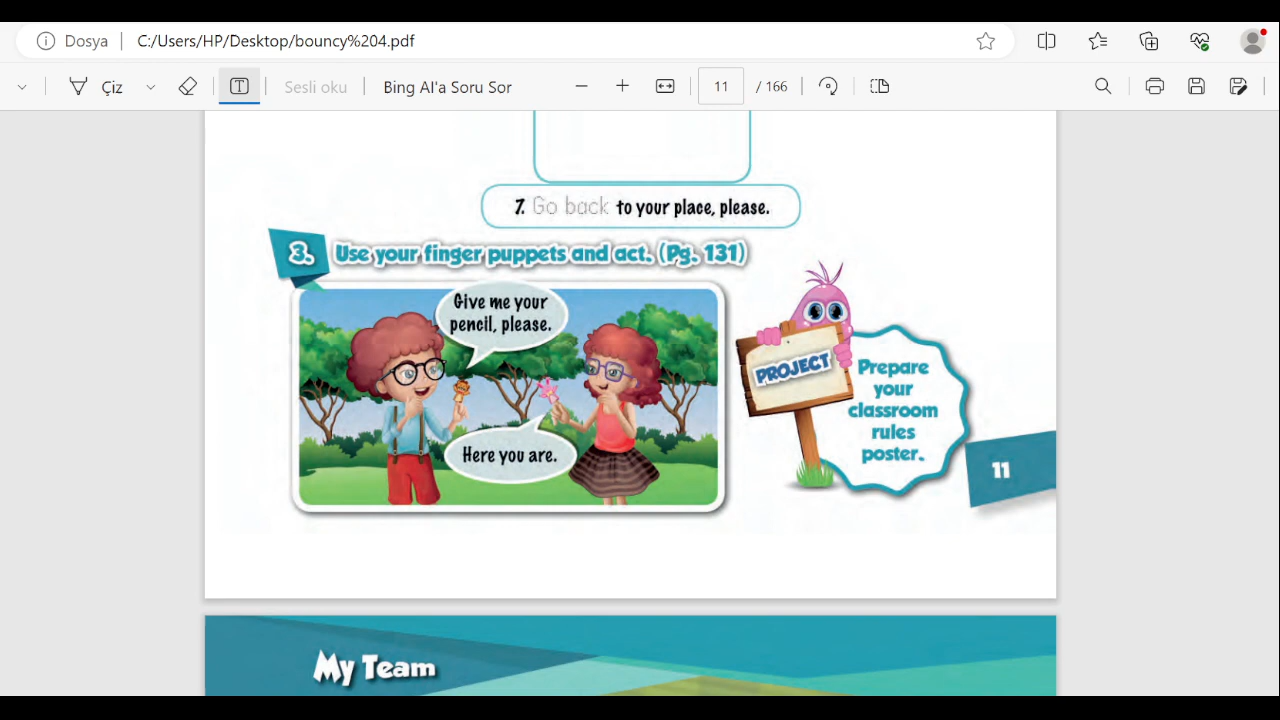 Dosya C:/Users/HP/Desktop/bouncy%204.pdf
Çiz Sesli oku Bing AI'a Soru Sor 11 / 166
7. Go back to your place, please.
3. Use your finger puppets and act. (Pg. 131)
Give me your
pencil, please.
Here you are.
PROJECT
Prepare
your
classroom
rules
poster.
11
My Team